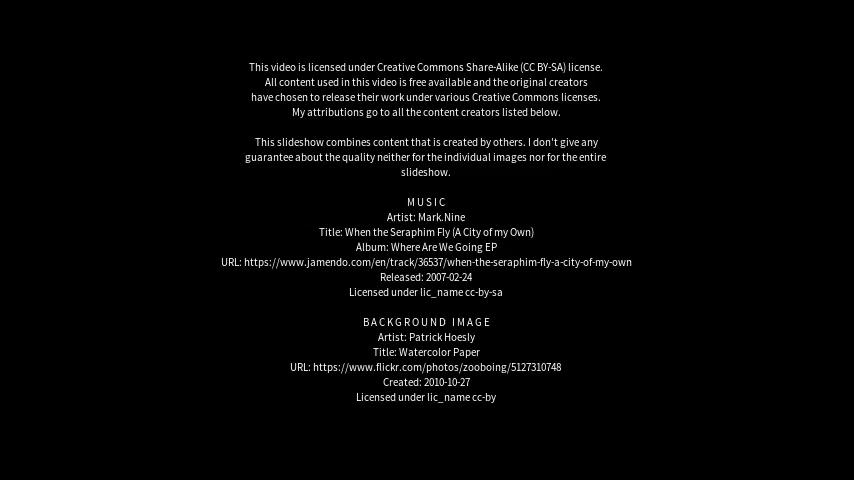 This video is licensed under Creative Commons Share-Alike (CC BY-SA) license.
All content used in this video is free available and the original creators
have chosen to release their work under various Creative Commons licenses.
My attributions go to all the content creators listed below.
This slideshow combines content that is created by others. I don't give any
guarantee about the quality neither for the individual images nor for the entire
slideshow.
MUSIC
Artist: Mark.Nine
Title: When the Seraphim Fly (A City of my Own)
Album: Where Are We Going EP
URL: https://www.jamendo.com/en/track/36537/when-the-seraphim-fly-a-city-of-my-own
Released: 2007-02-24
Licensed under lic_name cc-by-sa
BACKGROUND IMAGE
Artist: Patrick Hoesly
Title: Watercolor Paper
URL: https://www.flickr.com/photos/zooboing/5127310748
Created: 2010-10-27
Licensed under lic_name cc-by